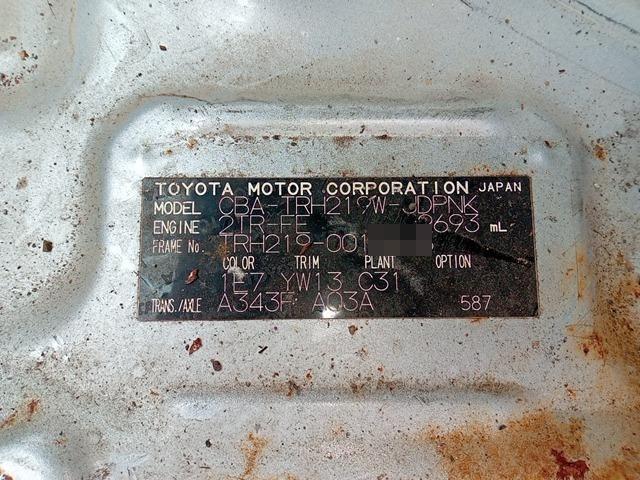 TOYOTA MOTOR CORPORATION JAPAN
MODEL CBA-TRH219W-JDPNK
ENGINE 2TR-FE 2693 mL
FRAME No. TRH219-001
COLOR TRIM PLANT OPTION
1E7 YW13 C31
TRANS./AXLE A343F A03A 587